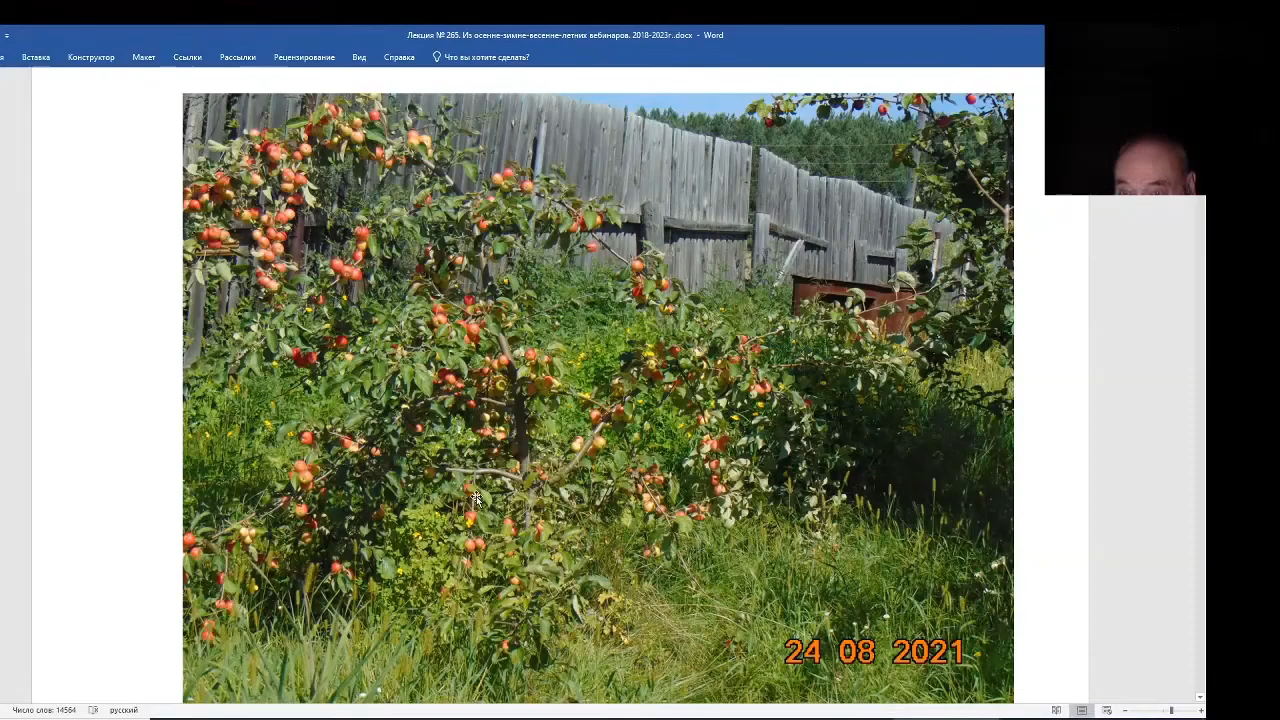 Лекция № 265. Из осенне-зимне-весенне-летних вебинаров. 2018-2023г..docx - Word
я Вставка Конструктор Макет Ссылки Рассылки Рецензирование Вид Справка Что вы хотите сделать?
24 08 2021
Число слов: 14564 русский